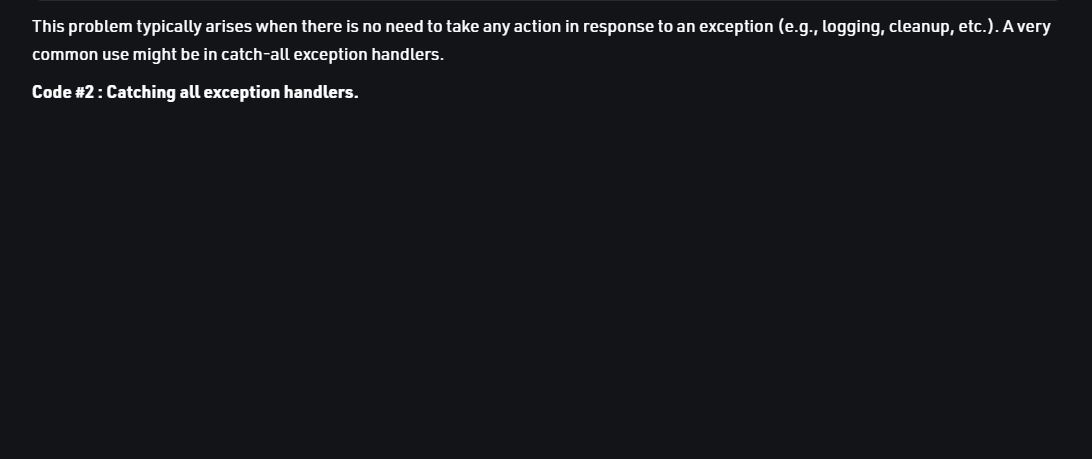 This problem typically arises when there is no need to take any action in response to an exception (e.g., logging, cleanup, etc.). A very
common use might be in catch-all exception handlers.
Code #2 : Catching all exception handlers.